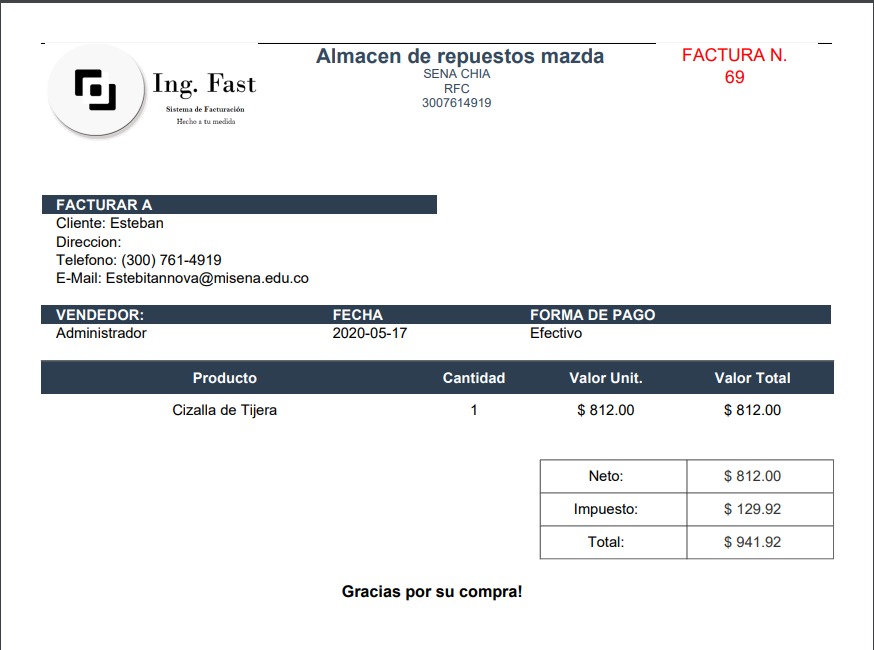 Ing. Fast
Sistema de Facturación
Hecho a tu medida
Almacen de repuestos mazda
SENA CHIA
RFC
3007614919
FACTURA N.
69
FACTURAR A
Cliente: Esteban
Direccion:
Telefono: (300) 761-4919
E-Mail: Estebitannova@misena.edu.co
VENDEDOR: FECHA FORMA DE PAGO
Administrador 2020-05-17 Efectivo
Producto Cantidad Valor Unit. Valor Total
Cizalla de Tijera 1 $ 812.00 $ 812.00
Neto: $ 812.00
Impuesto: $ 129.92
Total: $ 941.92
Gracias por su compra!